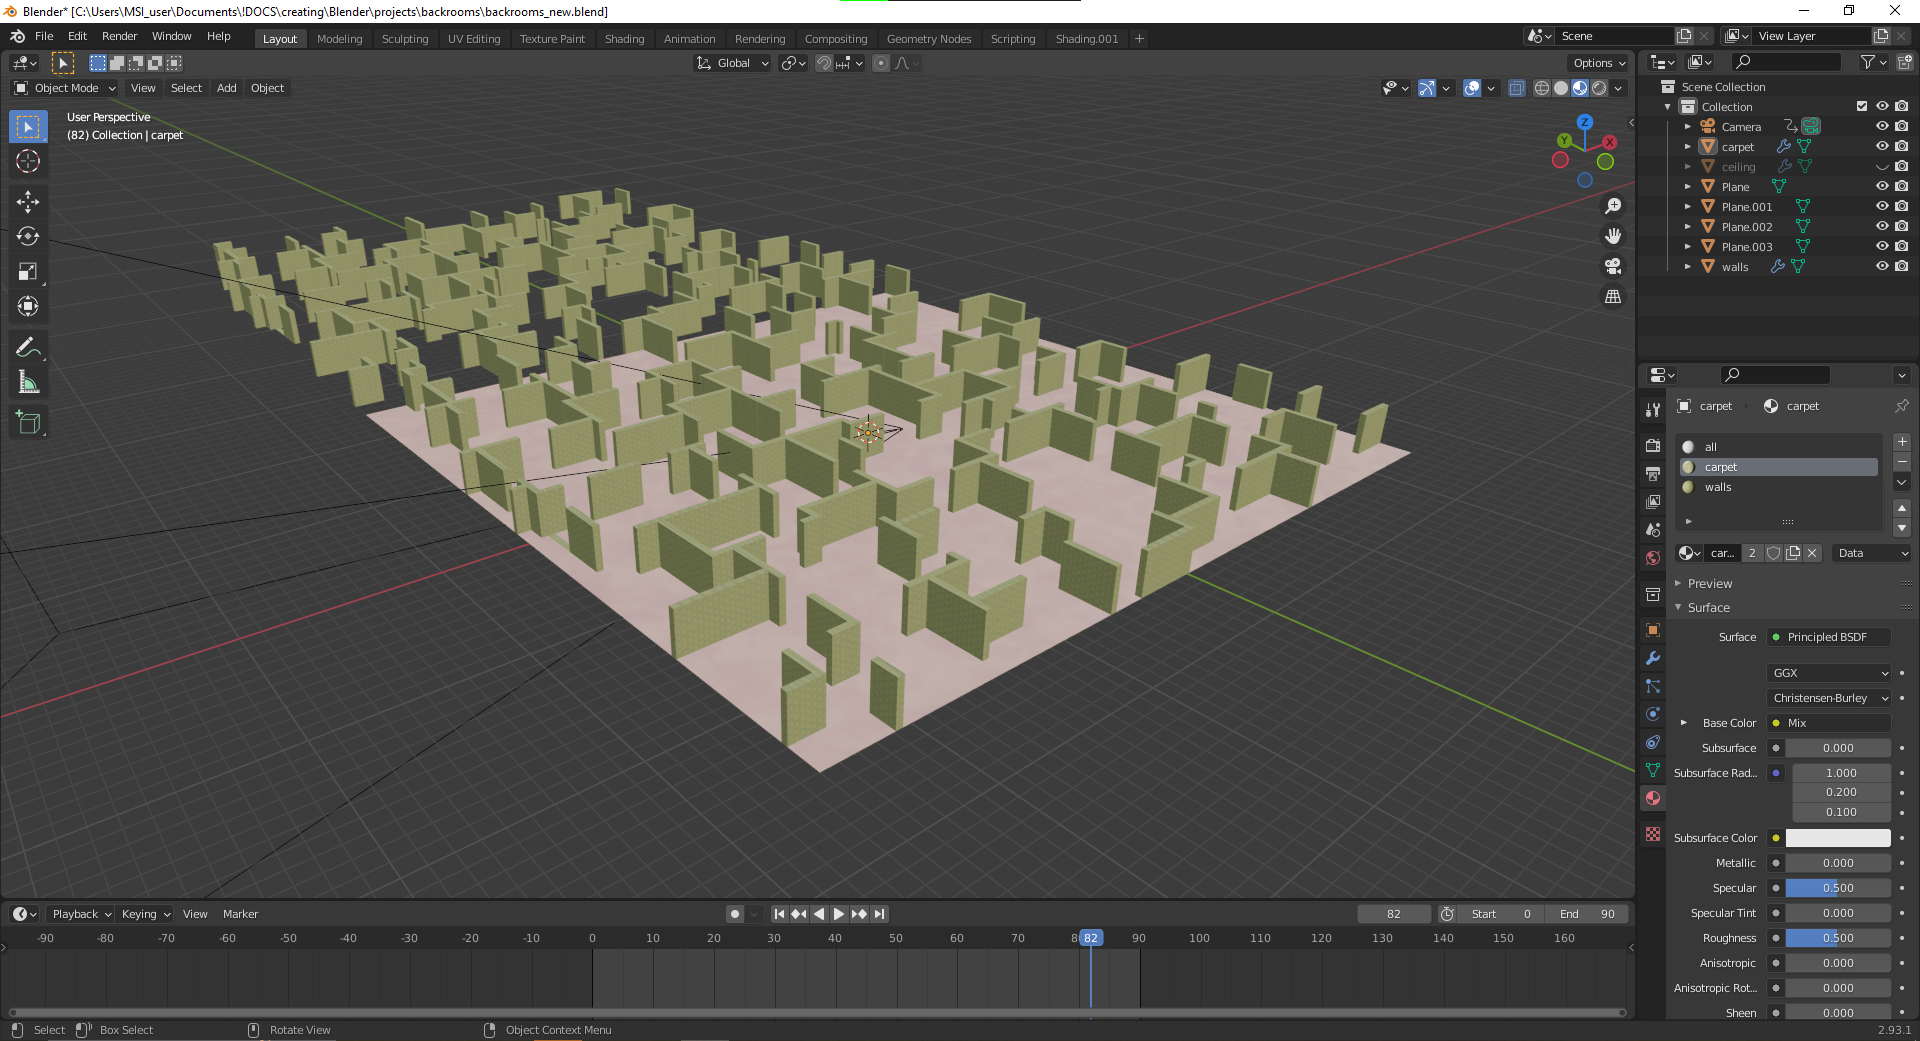 Blender* [C:\Users\MSI_user\Documents\!DOCS\creating\Blender\projects\backrooms\backrooms_new.blend]
File Edit Render Window Help Layout Modeling Sculpting UV Editing Texture Paint Shading Animation Rendering Compositing Geometry Nodes Scripting Shading.001 + Scene View Layer
Global Options
Object Mode View Select Add Object
User Perspective
(82) Collection | carpet
Z
Y
X
Scene Collection
Collection
Camera
carpet
ceiling
Plane
Plane.001
Plane.002
Plane.003
walls
carpet carpet
all
carpet
walls
car... 2 Data
Preview
Surface
Surface Principled BSDF
GGX
Christensen-Burley
Base Color Mix
Subsurface 0.000
Subsurface Rad... 1.000
0.200
0.100
Subsurface Color
Metallic 0.000
Specular 0.500
Specular Tint 0.000
Roughness 0.500
Anisotropic 0.000
Anisotropic Rot... 0.000
Sheen 0.000
Playback Keying View Marker 82 Start 0 End 90
-90 -80 -70 -60 -50 -40 -30 -20 -10 0 10 20 30 40 50 60 70 8 82 90 100 110 120 130 140 150 160
Select Box Select Rotate View Object Context Menu 2.93.1